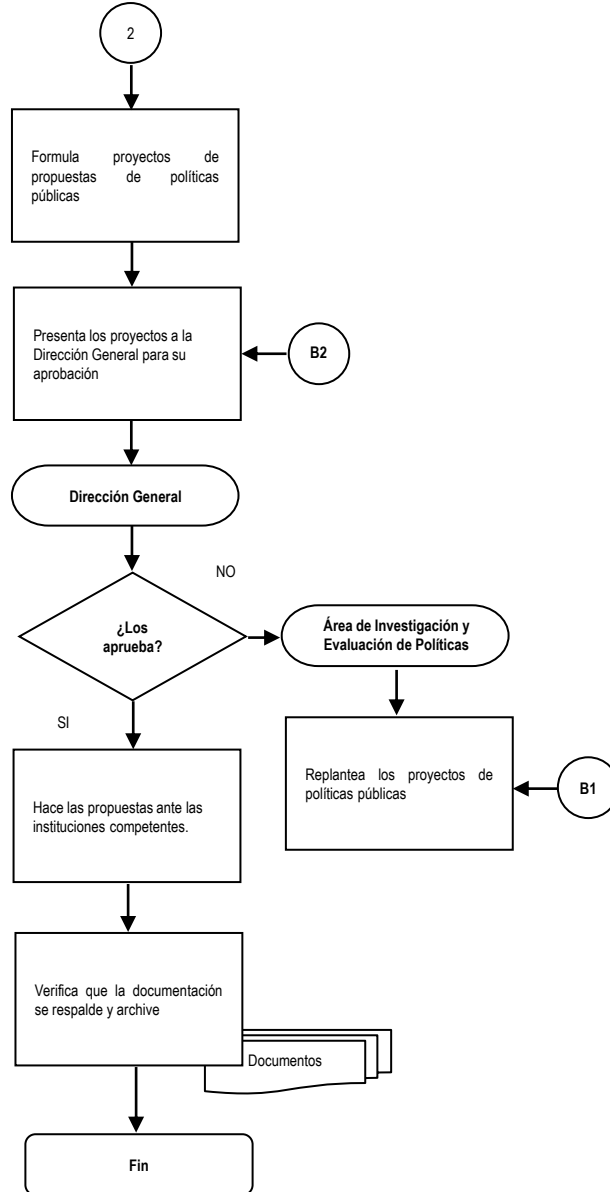 2
Formula proyectos de
propuestas de políticas
públicas
Presenta los proyectos a la
Dirección General para su
aprobación
B2
Dirección General
NO
¿Los
aprueba?
Área de Investigación y
Evaluación de Políticas
SI
Replantea los proyectos de
políticas públicas
B1
Hace las propuestas ante las
instituciones competentes.
Verifica que la documentación
se respalde y archive
Documentos
Fin